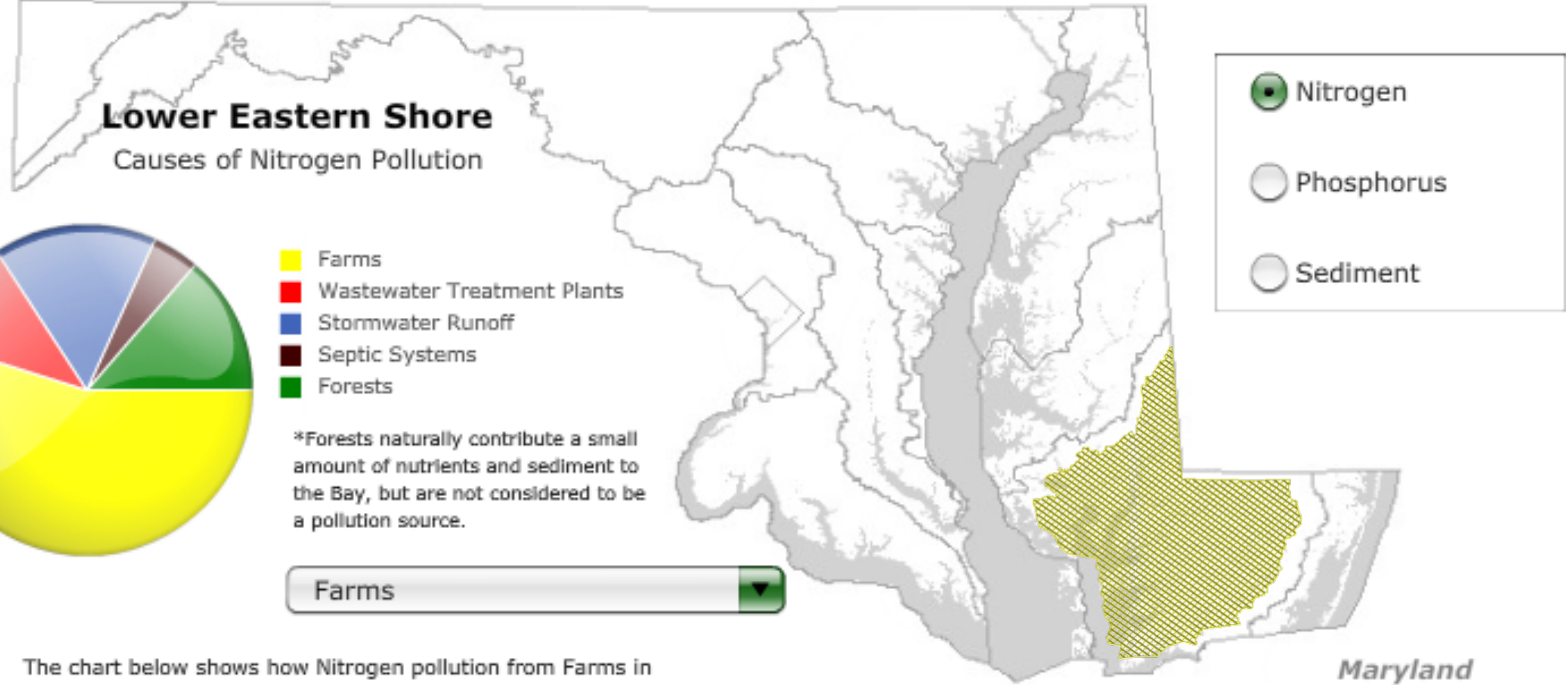 Lower Eastern Shore
Causes of Nitrogen Pollution
Farms
Wastewater Treatment Plants
Stormwater Runoff
Septic Systems
Forests
*Forests naturally contribute a small
amount of nutrients and sediment to
the Bay, but are not considered to be
a pollution source.
Farms
The chart below shows how Nitrogen pollution from Farms in
Nitrogen
Phosphorus
Sediment
Maryland